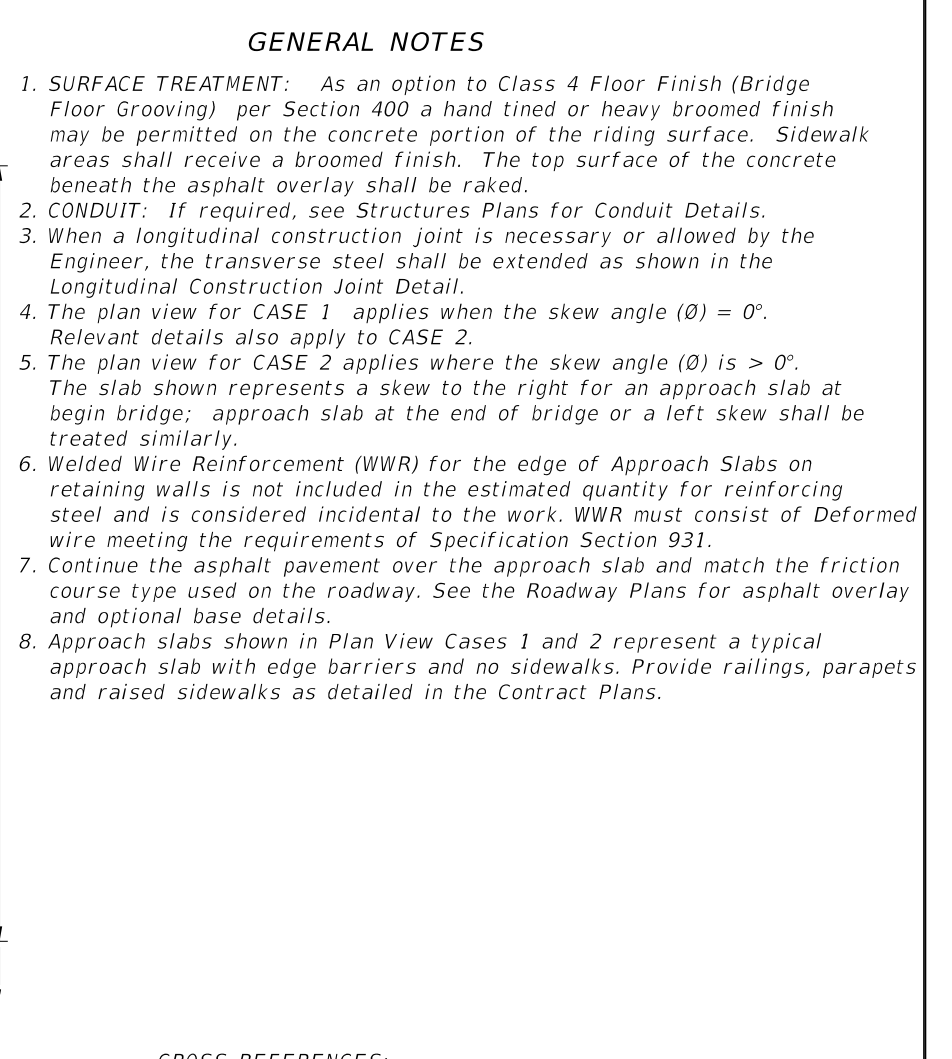 GENERAL NOTES
1. SURFACE TREATMENT: As an option to Class 4 Floor Finish (Bridge
Floor Grooving) per Section 400 a hand tined or heavy broomed finish
may be permitted on the concrete portion of the riding surface. Sidewalk
areas shall receive a broomed finish. The top surface of the concrete
beneath the asphalt overlay shall be raked.
2. CONDUIT: If required, see Structures Plans for Conduit Details.
3. When a longitudinal construction joint is necessary or allowed by the
Engineer, the transverse steel shall be extended as shown in the
Longitudinal Construction Joint Detail.
4. The plan view for CASE 1 applies when the skew angle (Ø) = 0°.
Relevant details also apply to CASE 2.
5. The plan view for CASE 2 applies where the skew angle (Ø) is > 0°.
The slab shown represents a skew to the right for an approach slab at
begin bridge; approach slab at the end of bridge or a left skew shall be
treated similarly.
6. Welded Wire Reinforcement (WWR) for the edge of Approach Slabs on
retaining walls is not included in the estimated quantity for reinforcing
steel and is considered incidental to the work. WWR must consist of Deformed
wire meeting the requirements of Specification Section 931.
7. Continue the asphalt pavement over the approach slab and match the friction
course type used on the roadway. See the Roadway Plans for asphalt overlay
and optional base details.
8. Approach slabs shown in Plan View Cases 1 and 2 represent a typical
approach slab with edge barriers and no sidewalks. Provide railings, parapets
and raised sidewalks as detailed in the Contract Plans.
CROSS REFERENCES: